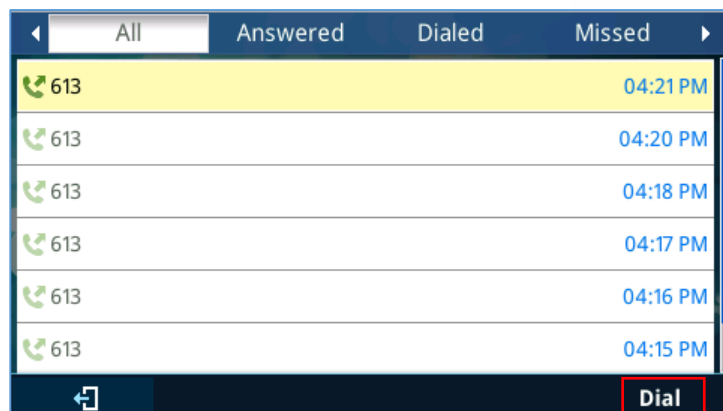 All Answered Dialed Missed
613 04:21 PM
613 04:20 PM
613 04:18 PM
613 04:17 PM
613 04:16 PM
613 04:15 PM
Dial